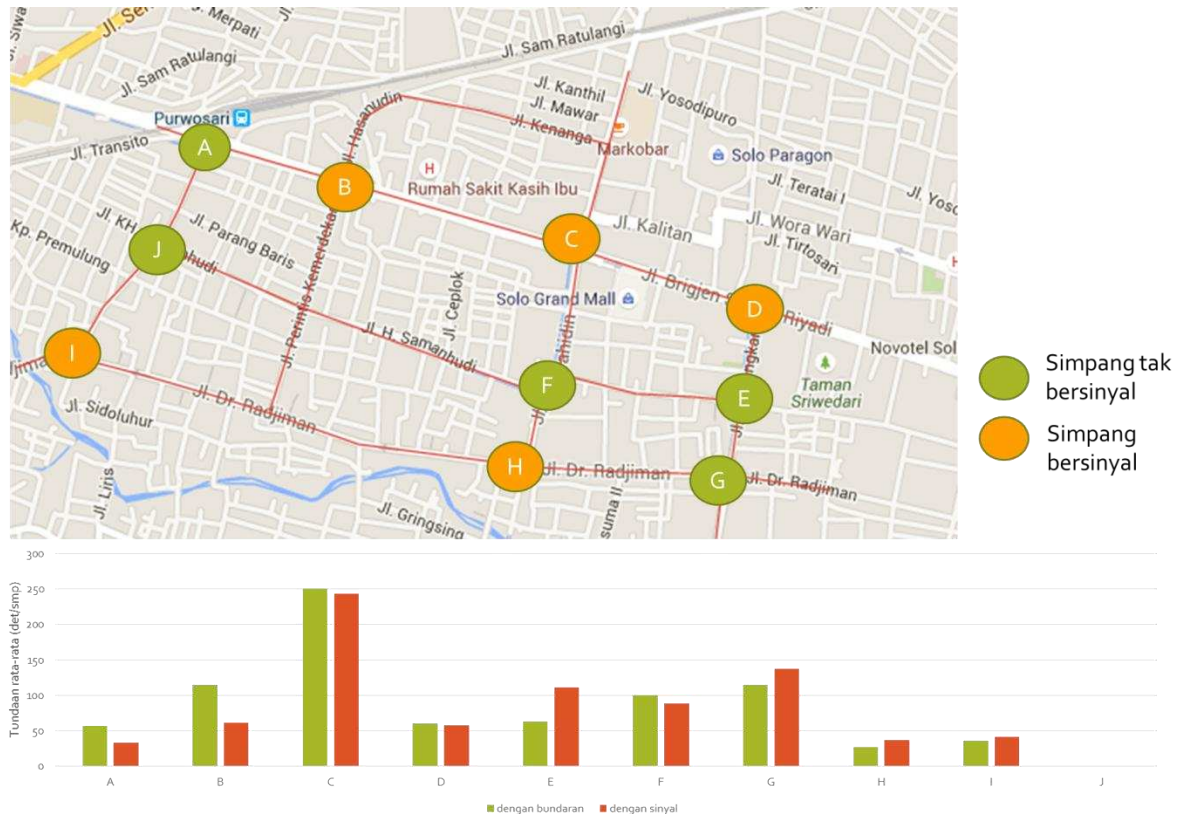 Jl. Merpati
Jl. Sam Ratulangi
Jl. Sam Ratulangi
Purwosari
Jl. Transito
Jl. Hasanudin
Jl. Kanthil
Jl. Mawar
Jl. Kenanga
Markobar
Jl. Yosodipuro
Solo Paragon
Jl. Teratai I
A
B
H
Rumah Sakit Kasih Ibu
Jl. Kalitan
Jl. Wora Wari
Jl. Tirtosari
H
C
J
Jl. Parang Baris
Kp. Premulung
Jl. Perintis Kemerdekaan
Jl. Ceplok
Solo Grand Mall
Jl. Brigjen
Riyadi
D
Novotel Sol
I
Jl. H. Samanhudi
F
E
Taman
Sriwedari
Jl. Sidoluhur
Jl. Dr. Radjiman
H
Jl. Dr. Radjiman
G
Jl. Dr. Radjiman
Jl. Liris
Jl. Gringsing
suma II
Simpang tak
bersinyal
Simpang
bersinyal
Tundaan rata-rata (det/smp)
300
250
200
150
100
50
0
A B C D E F G H I J
dengan bundaran dengan sinyal